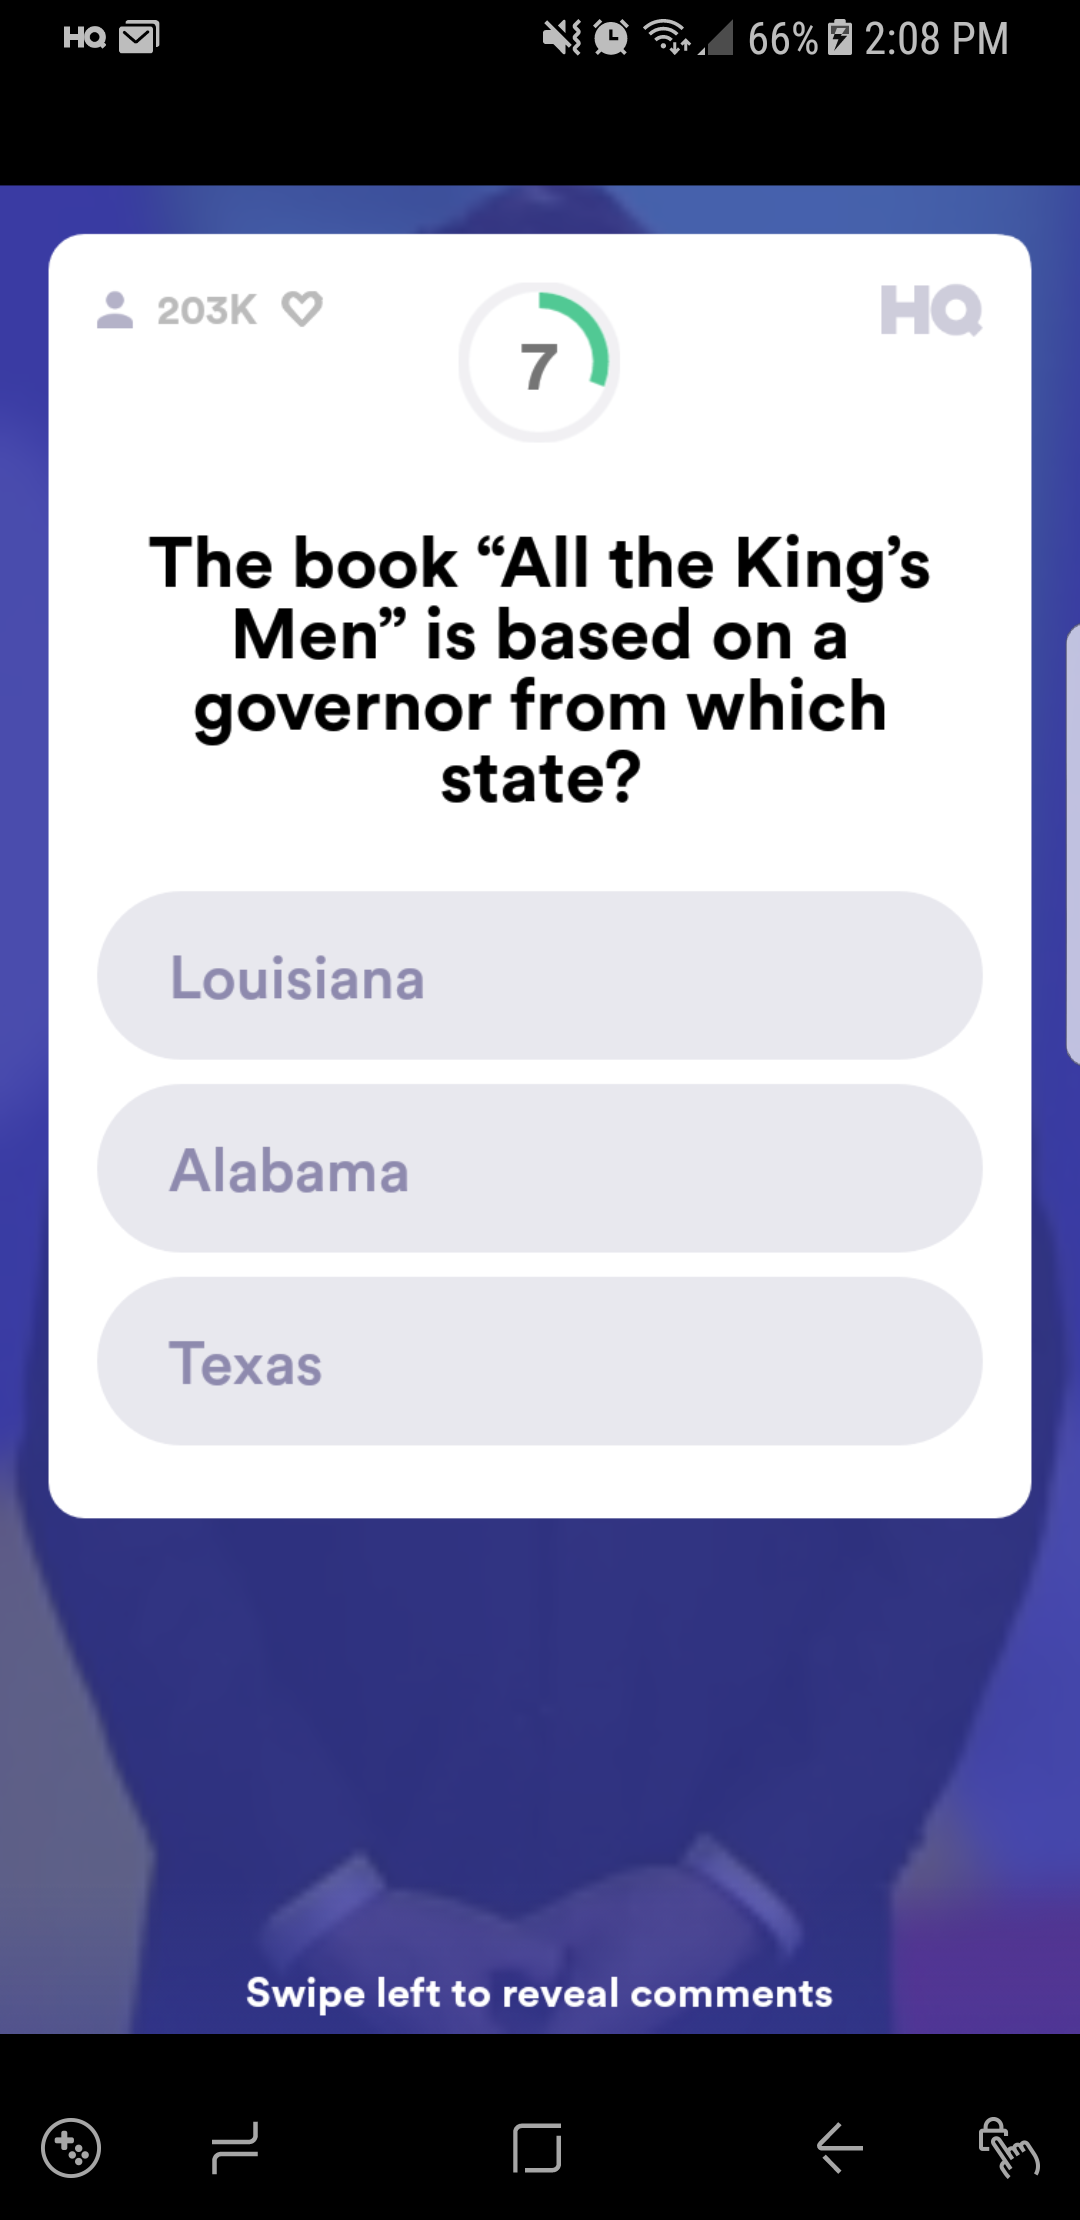 HQ 66% 2:08 PM
203K 7 HQ
The book “All the King’s
Men” is based on a
governor from which
state?
Louisiana
Alabama
Texas
Swipe left to reveal comments